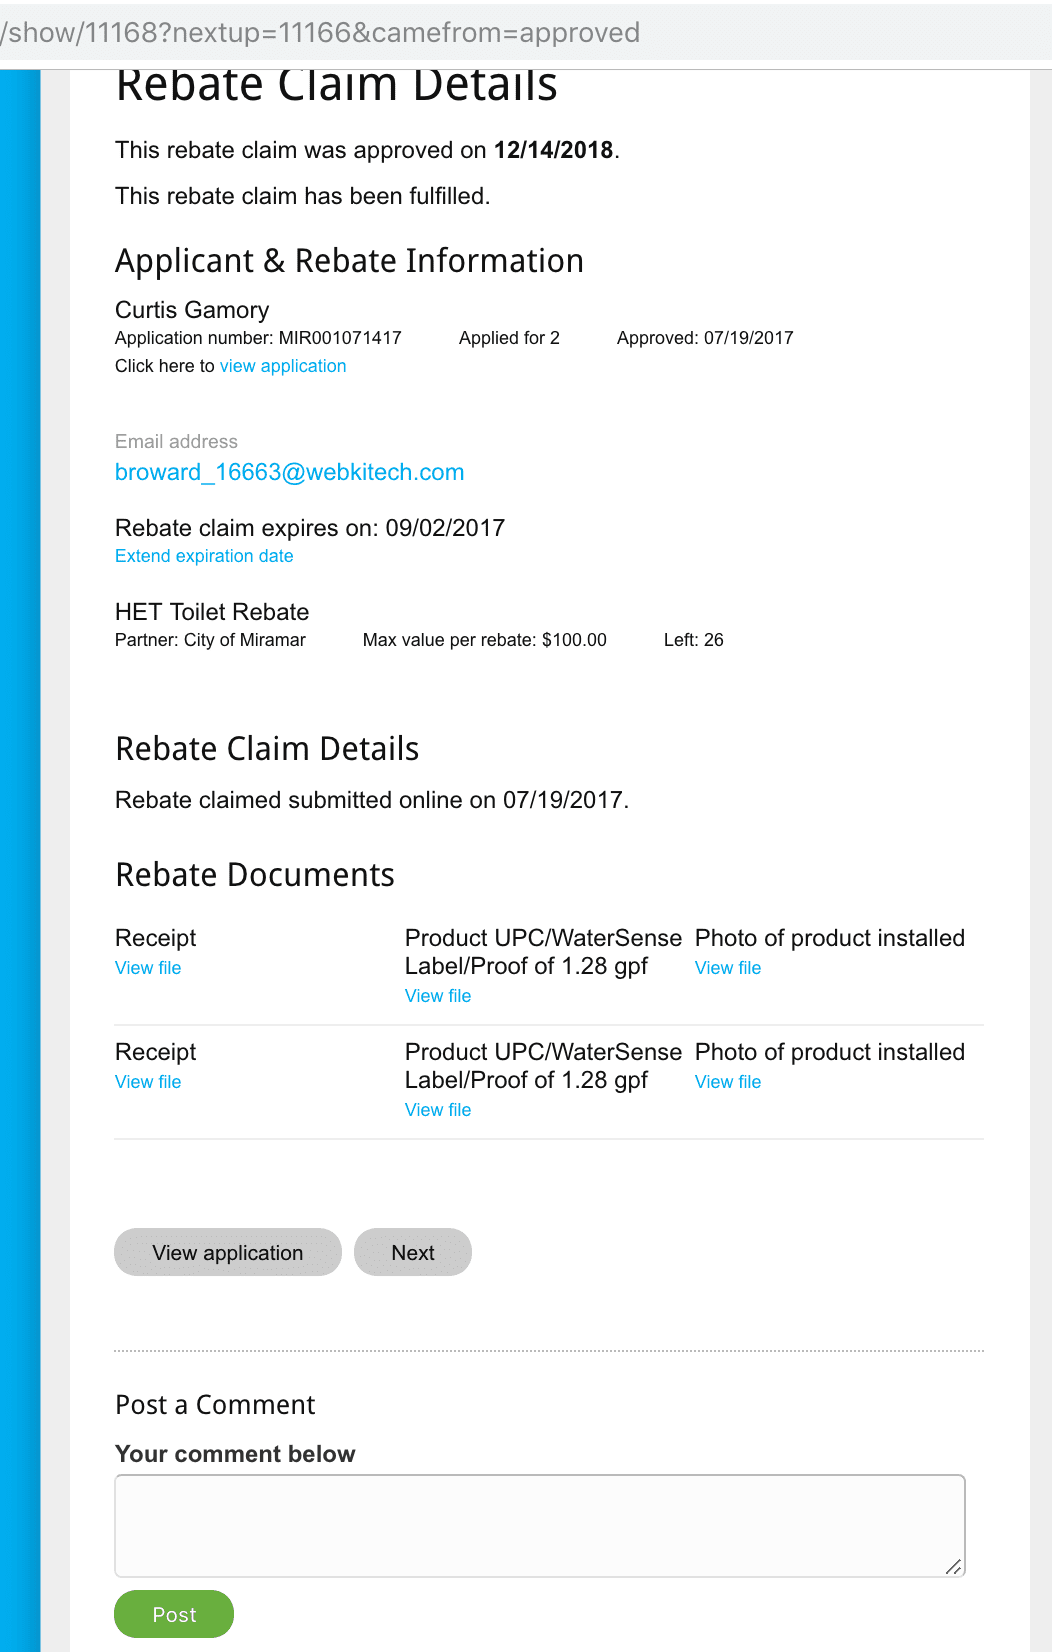 /show/11168?nextup=11166&camefrom=approved
Rebate Claim Details
This rebate claim was approved on 12/14/2018.
This rebate claim has been fulfilled.
Applicant & Rebate Information
Curtis Gamory
Application number: MIR001071417 Applied for 2 Approved: 07/19/2017
Click here to view application
Email address
broward_16663@webkitech.com
Rebate claim expires on: 09/02/2017
Extend expiration date
HET Toilet Rebate
Partner: City of Miramar Max value per rebate: $100.00 Left: 26
Rebate Claim Details
Rebate claimed submitted online on 07/19/2017.
Rebate Documents
Receipt
View file
Product UPC/WaterSense
Label/Proof of 1.28 gpf
View file
Photo of product installed
View file
Receipt
View file
Product UPC/WaterSense
Label/Proof of 1.28 gpf
View file
Photo of product installed
View file
View application
Next
Post a Comment
Your comment below
Post